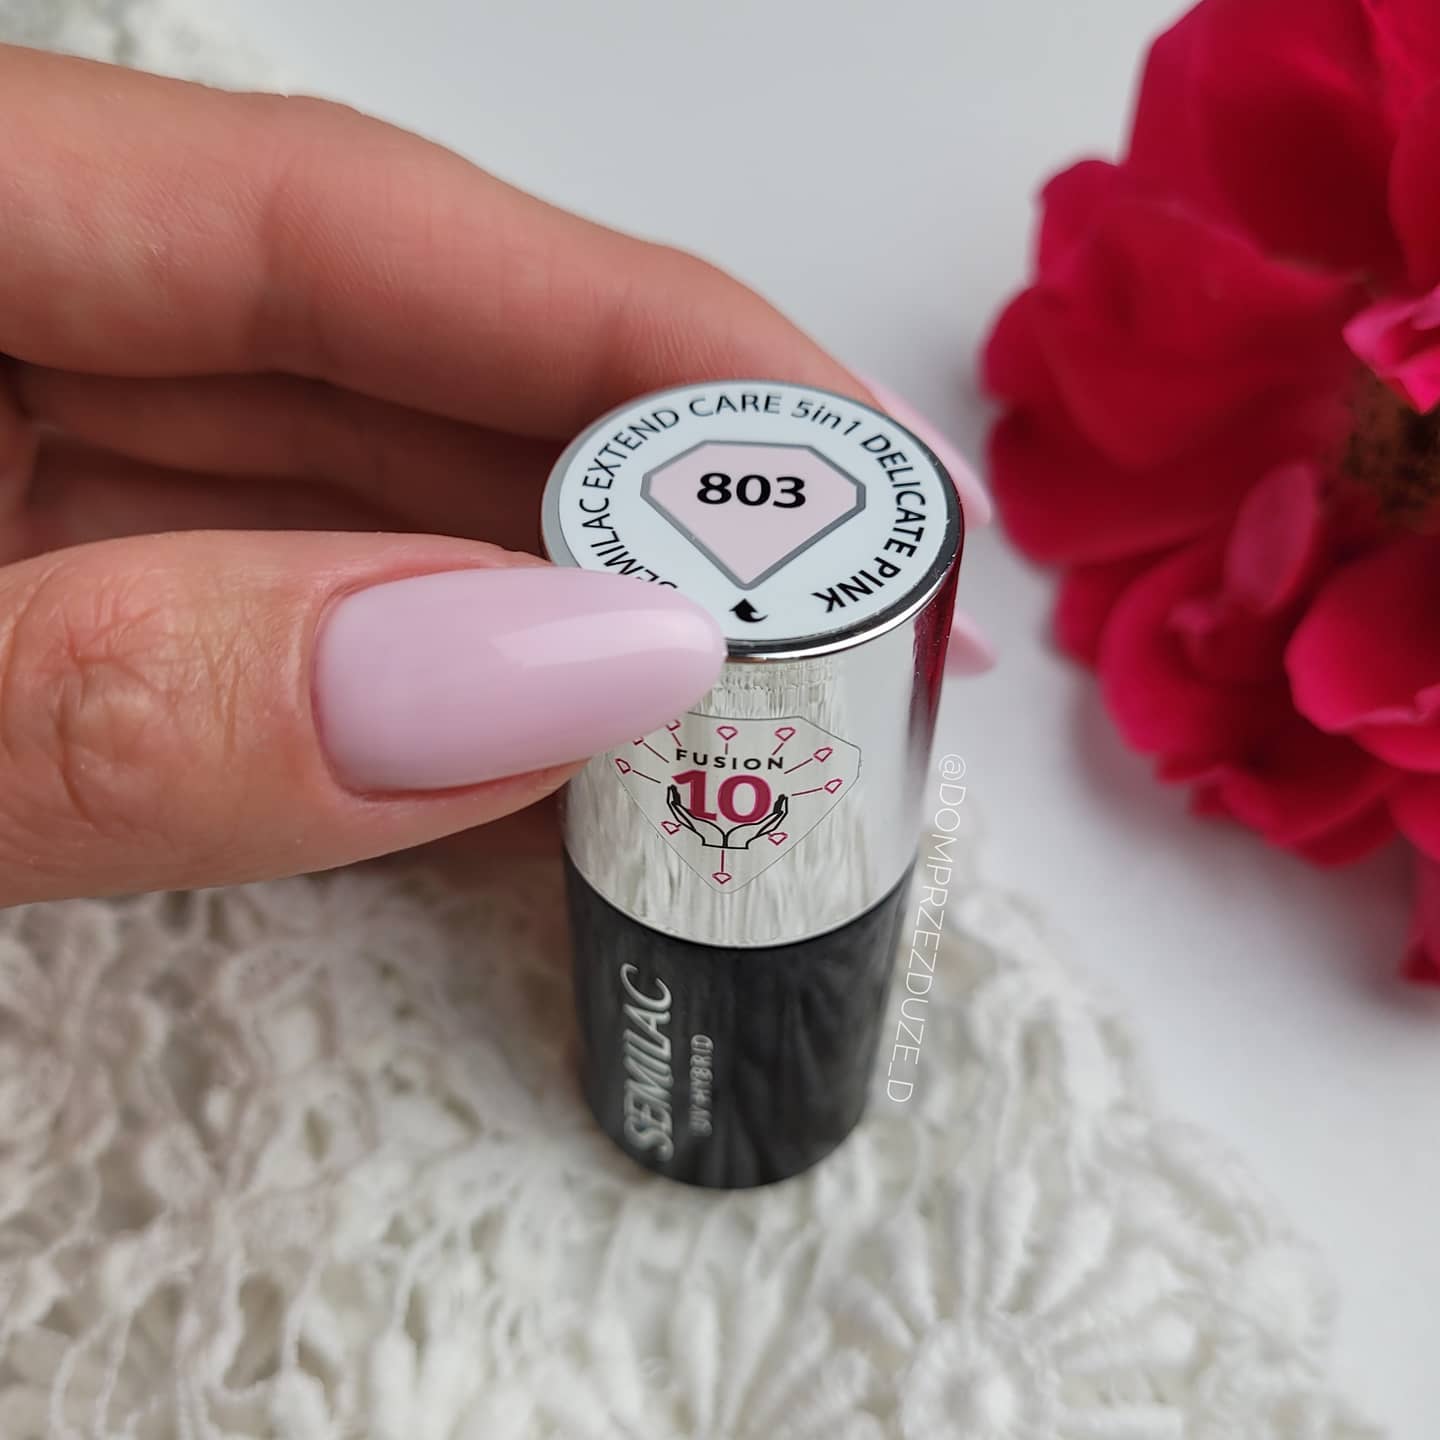 SEMILAC EXTEND CARE 5in1 DELICATE PINK
803
FUSION
10
SEMILAC
UV HYBRID
@DOMPRZEZDUZE_D